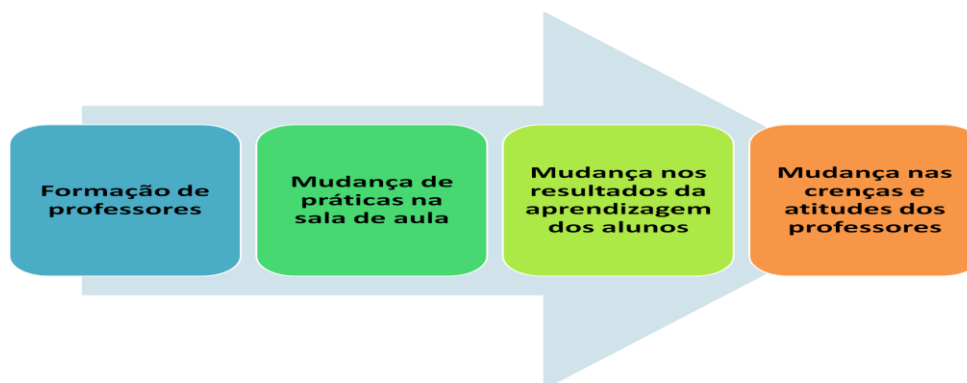 Formação de
professores
Mudança de
práticas na
sala de aula
Mudança nos
resultados da
aprendizagem
dos alunos
Mudança nas
crenças e
atitudes dos
professores